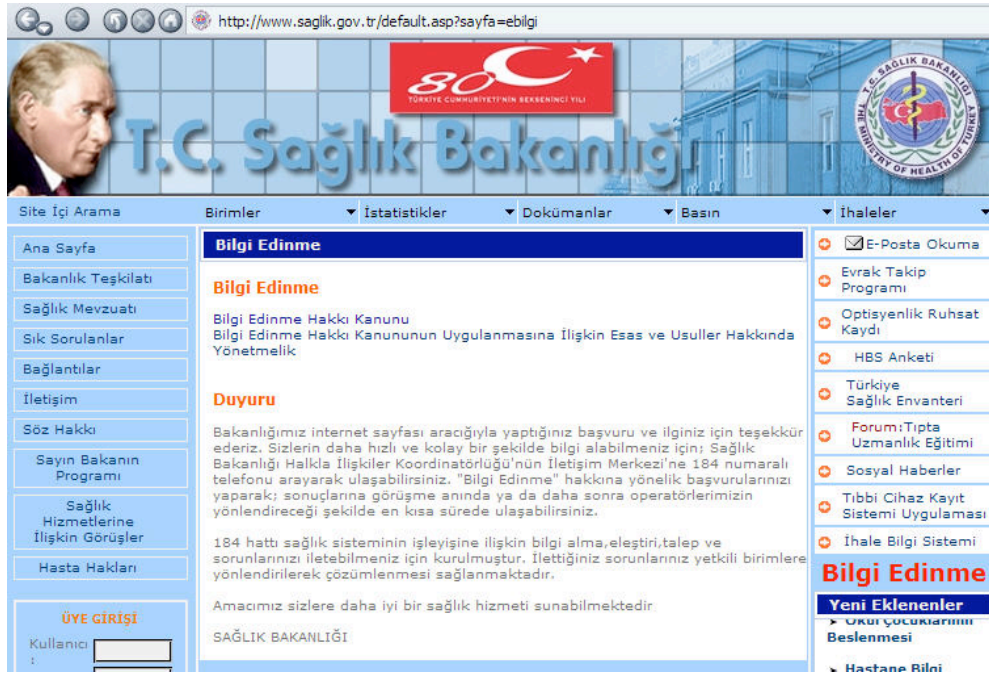 http://www.saglik.gov.tr/default.asp?sayfa=ebilgi
80
TÜRKİYE CUMHURİYETİ'NİN SEKSENİNCİ YILI
T.C. Sağlık Bakanlığı
T.C. SAĞLIK BAKANLIĞI
THE MINISTRY OF HEALTH OF TURKEY
Site İçi Arama
Birimler
İstatistikler
Dokümanlar
Basın
İhaleler
Ana Sayfa
Bakanlık Teşkilatı
Sağlık Mevzuatı
Sık Sorulanlar
Bağlantılar
İletişim
Söz Hakkı
Sayın Bakanın
Programı
Sağlık
Hizmetlerine
İlişkin Görüşler
Hasta Hakları
ÜYE GİRİŞİ
Kullanıcı
:
Bilgi Edinme
Bilgi Edinme
Bilgi Edinme Hakkı Kanunu
Bilgi Edinme Hakkı Kanununun Uygulanmasına İlişkin Esas ve Usuller Hakkında
Yönetmelik
Duyuru
Bakanlığımız internet sayfası aracığıyla yaptığınız başvuru ve ilginiz için teşekkür
ederiz. Sizlerin daha hızlı ve kolay bir şekilde bilgi alabilmeniz için; Sağlık
Bakanlığı Halkla İlişkiler Koordinatörlüğü'nün İletişim Merkezi'ne 184 numaralı
telefonu arayarak ulaşabilirsiniz. "Bilgi Edinme" hakkına yönelik başvurularınızı
yaparak; sonuçlarına görüşme anında ya da daha sonra operatörlerimizin
yönlendireceği şekilde en kısa sürede ulaşabilirsiniz.
184 hattı sağlık sisteminin işleyişine ilişkin bilgi alma,eleştiri,talep ve
sorunlarınızı iletebilmeniz için kurulmuştur. İlettiğiniz sorunlarınız yetkili birimlere
yönlendirilerek çözümlenmesi sağlanmaktadır.
Amacımız sizlere daha iyi bir sağlık hizmeti sunabilmektedir
SAĞLIK BAKANLIĞI
E-Posta Okuma
Evrak Takip
Programı
Optisyenlik Ruhsat
Kaydı
HBS Anketi
Türkiye
Sağlık Envanteri
Forum:Tıpta
Uzmanlık Eğitimi
Sosyal Haberler
Tıbbi Cihaz Kayıt
Sistemi Uygulaması
İhale Bilgi Sistemi
Bilgi Edinme
Yeni Eklenenler
Okul Çocuklarının
Beslenmesi
Hastane Bilgi